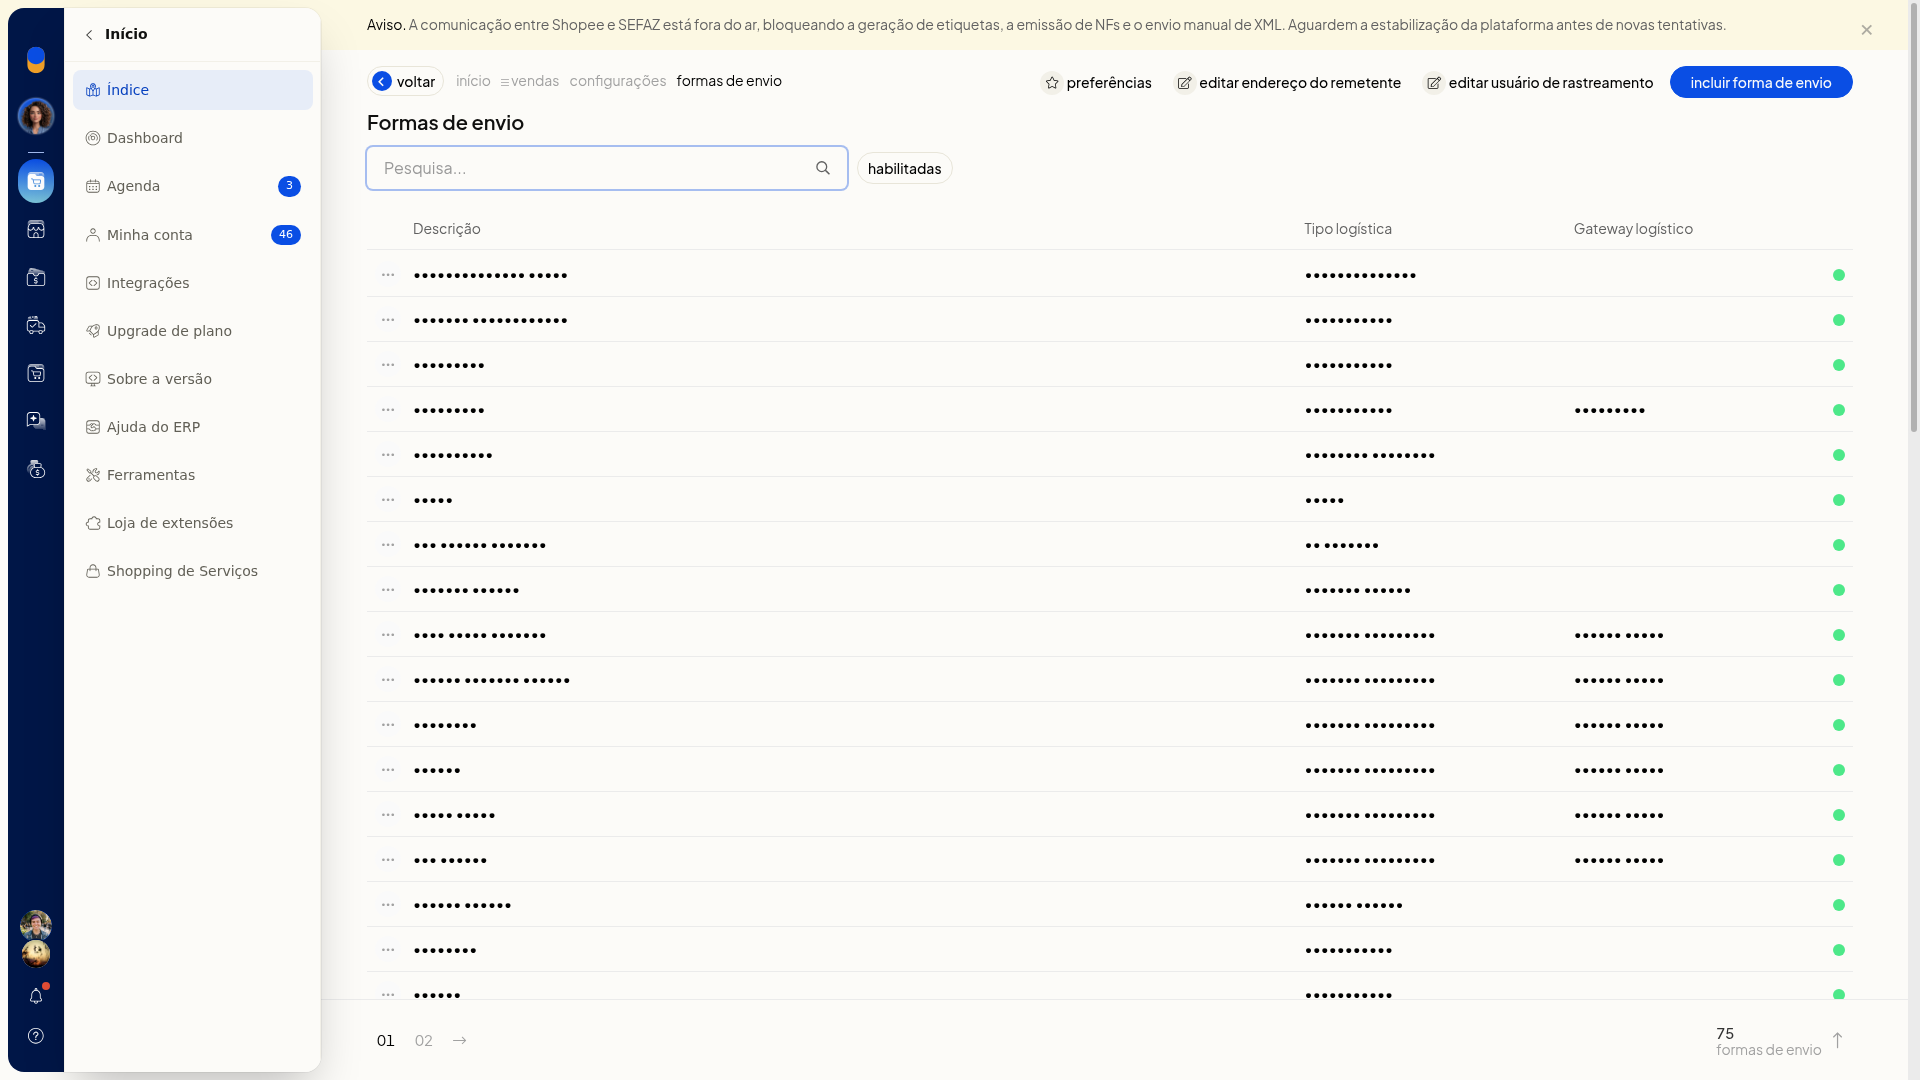 Aviso. A comunicação entre Shopee e SEFAZ está fora do ar, bloqueando a geração de etiquetas, a emissão de NFs e o envio manual de XML. Aguardem a estabilização da plataforma antes de novas tentativas.
Início
Índice
Dashboard
Agenda 3
Minha conta 46
Integrações
Upgrade de plano
Sobre a versão
Ajuda do ERP
Ferramentas
Loja de extensões
Shopping de Serviços
voltar início vendas configurações formas de envio
preferências editar endereço do remetente editar usuário de rastreamento incluir forma de envio
Formas de envio
Pesquisa... habilitadas
Descrição Tipo logística Gateway logístico
01 02
75
formas de envio